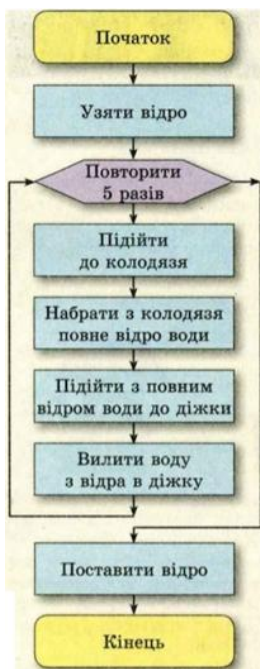 Початок
Узяти відро
Повторити
5 разів
Підійти
до колодязя
Набрати з колодязя
повне відро води
Підійти з повним
відром води до діжки
Вилити воду
з відра в діжку
Поставити відро
Кінець